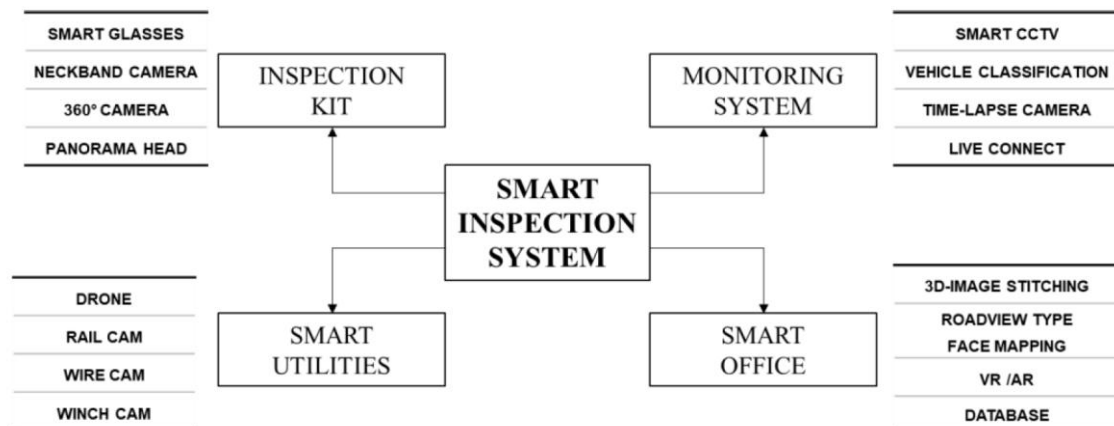 SMART GLASSES
NECKBAND CAMERA
360º CAMERA
PANORAMA HEAD
INSPECTION
KIT
MONITORING
SYSTEM
SMART CCTV
VEHICLE CLASSIFICATION
TIME-LAPSE CAMERA
LIVE CONNECT
SMART
INSPECTION
SYSTEM
DRONE
RAIL CAM
WIRE CAM
WINCH CAM
SMART
UTILITIES
SMART
OFFICE
3D-IMAGE STITCHING
ROADVIEW TYPE
FACE MAPPING
VR /AR
DATABASE